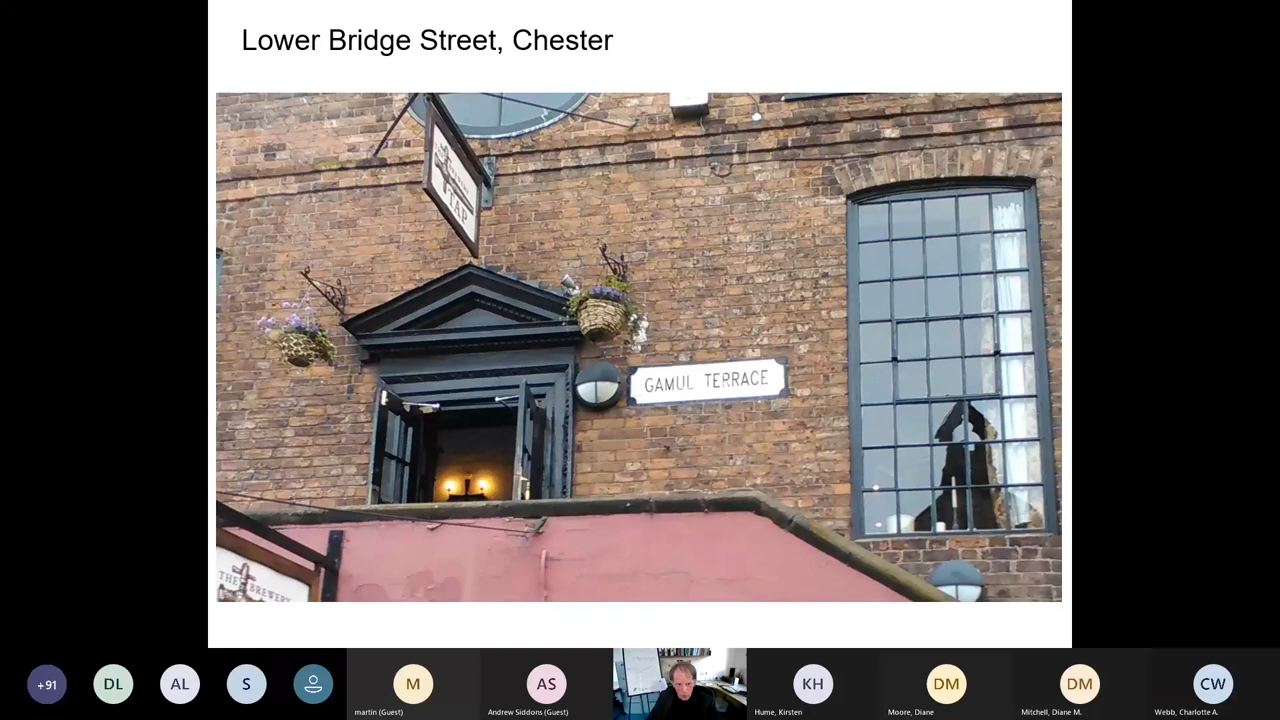 Lower Bridge Street, Chester
TAP
GAMUL TERRACE
THE BREWERY
+91
DL
AL
S
M
AS
KH
DM
DM
CW
martin (Guest)
Andrew Siddons (Guest)
Hume, Kirsten
Moore, Diane
Mitchell, Diane M.
Webb, Charlotte A.